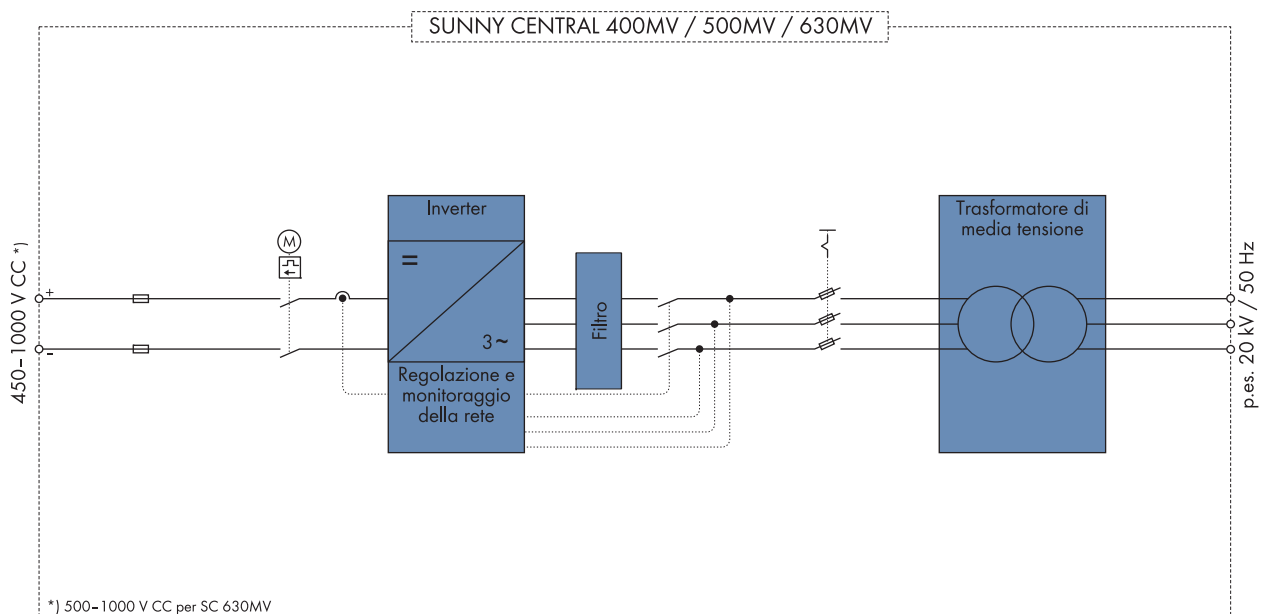 SUNNY CENTRAL 400MV / 500MV / 630MV
450–1000 V CC *)
+
-
M
Inverter
=
3~
Regolazione e
monitoraggio
della rete
Filtro
Trasformatore di
media tensione
p.es. 20 kV / 50 Hz
*) 500–1000 V CC per SC 630MV